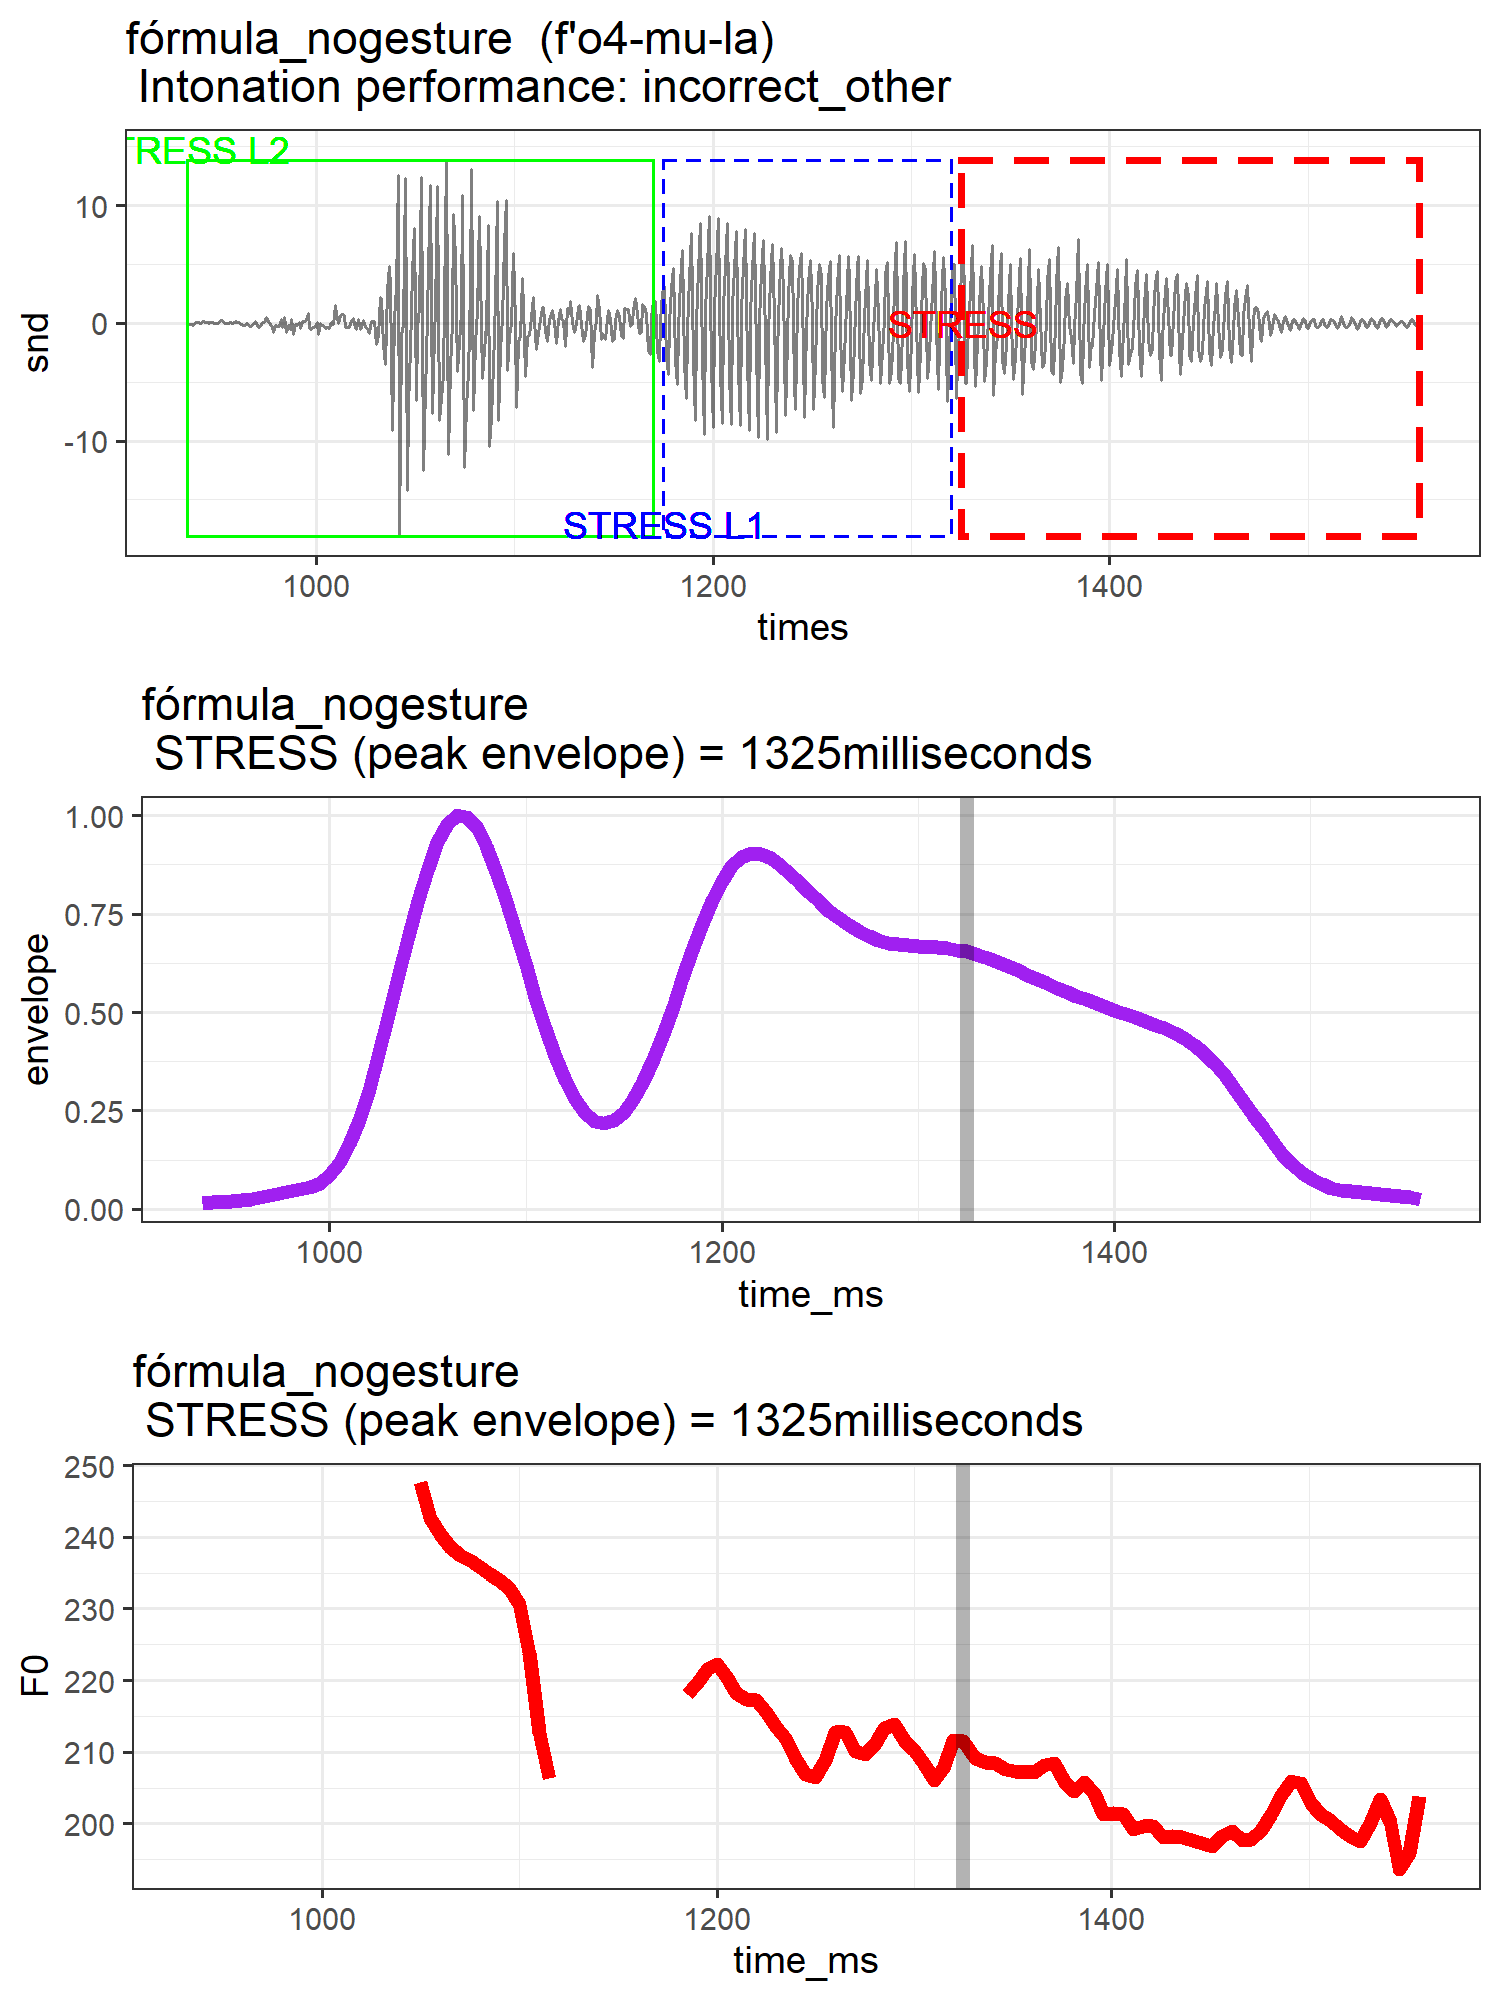 fórmula_nogesture  (f'o4-mu-la)
Intonation performance: incorrect_other
TRESS L2
10
0
-10
snd
STRESS
STRESS L1
1000
1200
1400
times
fórmula_nogesture
STRESS (peak envelope) = 1325milliseconds
1.00
0.75
0.50
0.25
0.00
envelope
1000
1200
1400
time_ms
fórmula_nogesture
STRESS (peak envelope) = 1325milliseconds
250
240
230
220
210
200
F0
1000
1200
1400
time_ms